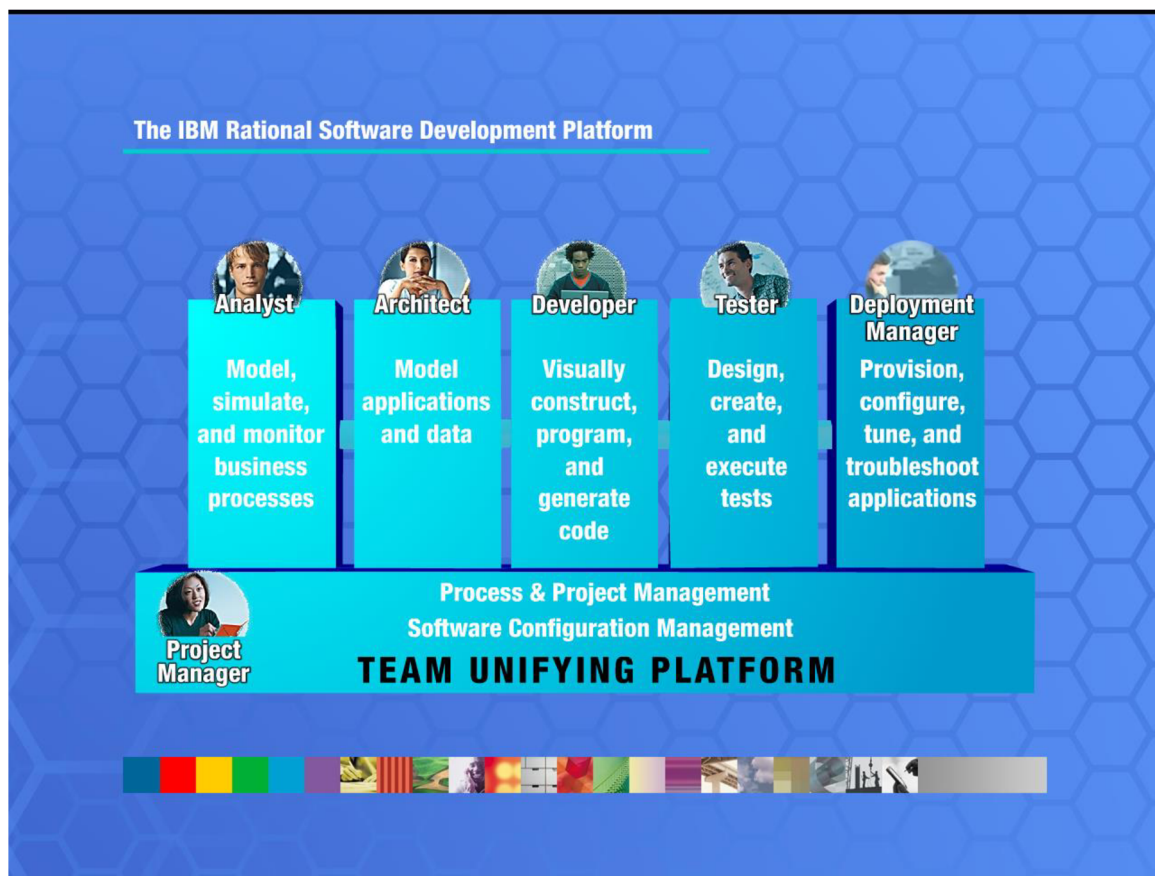 The IBM Rational Software Development Platform
Analyst
Model,
simulate,
and monitor
business
processes
Architect
Model
applications
and data
Developer
Visually
construct,
program,
and
generate
code
Tester
Design,
create,
and
execute
tests
Deployment
Manager
Provision,
configure,
tune, and
troubleshoot
applications
Project
Manager
Process & Project Management
Software Configuration Management
TEAM UNIFYING PLATFORM